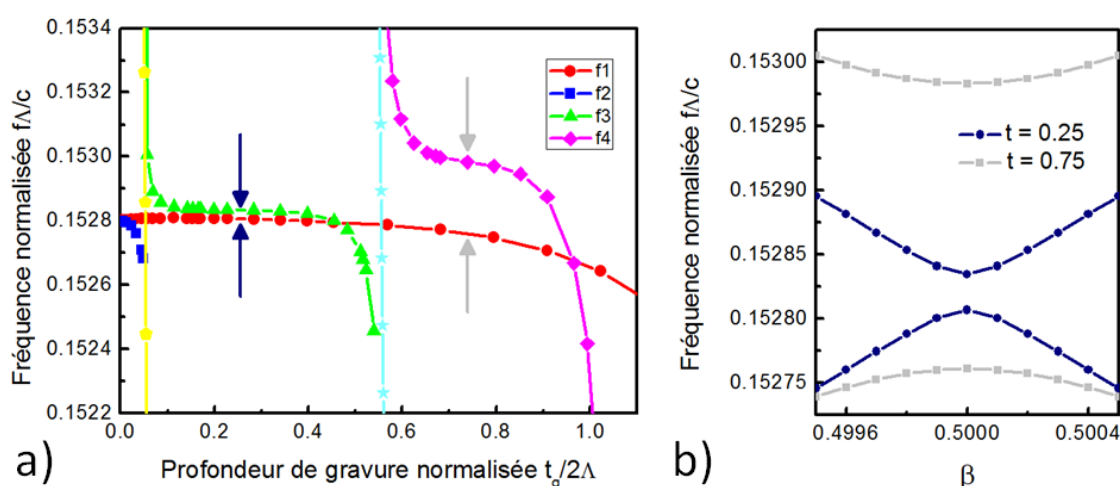 Fréquence normalisée fΛ/c
0.1534
0.1533
0.1532
0.1530
0.1528
0.1526
0.1524
0.1522
0.0
0.2
0.4
0.6
0.8
1.0
Profondeur de gravure normalisée tg/2Λ
f1
f2
f3
f4
a)
Fréquence normalisée fΛ/c
0.15300
0.15295
0.15290
0.15285
0.15280
0.15275
0.4996
0.5000
0.5004
β
t = 0.25
t = 0.75
b)